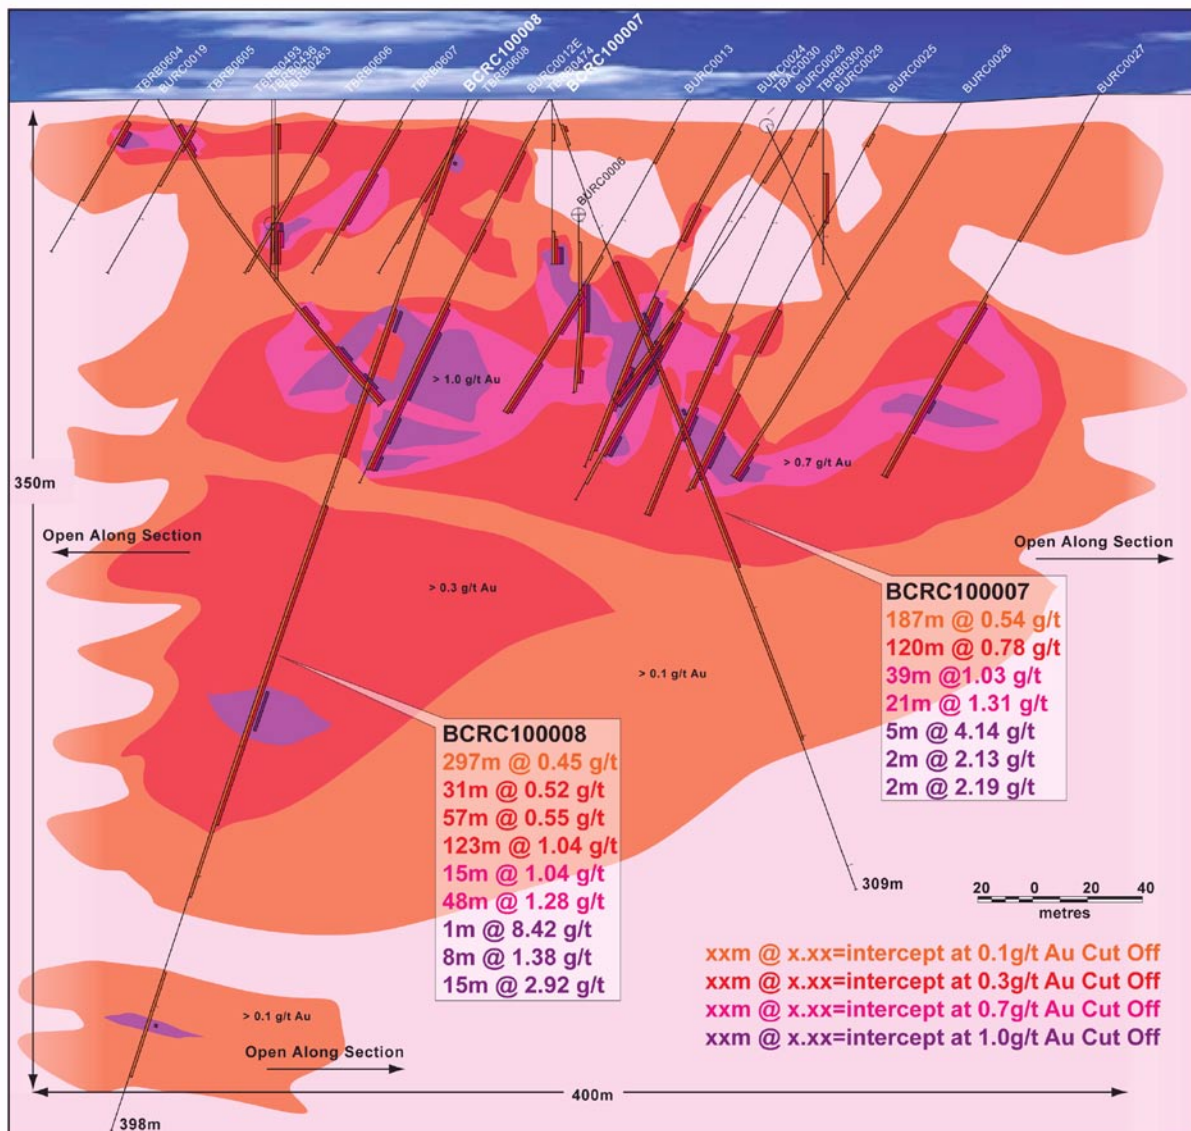 TBRB0604
BURC0019
TBRB0605
TBRB0493
TBRB0436
TBRB0263
TBRB0606
TBRB0607
BCRC100008
TBRB0608
BURC0012E
TBRB0474
BCRC100007
BURC0013
BURC0024
TBAC0030
BURC0028
TBRB0300
BURC0029
BURC0025
BURC0026
BURC0027
BURC0006
> 1.0 g/t Au
> 0.7 g/t Au
350m
Open Along Section
Open Along Section
> 0.3 g/t Au
> 0.1 g/t Au
BCRC100007
187m @ 0.54 g/t
120m @ 0.78 g/t
39m @1.03 g/t
21m @ 1.31 g/t
5m @ 4.14 g/t
2m @ 2.13 g/t
2m @ 2.19 g/t
BCRC100008
297m @ 0.45 g/t
31m @ 0.52 g/t
57m @ 0.55 g/t
123m @ 1.04 g/t
15m @ 1.04 g/t
48m @ 1.28 g/t
1m @ 8.42 g/t
8m @ 1.38 g/t
15m @ 2.92 g/t
309m
20 0 20 40
metres
xxm @ x.xx=intercept at 0.1g/t Au Cut Off
xxm @ x.xx=intercept at 0.3g/t Au Cut Off
xxm @ x.xx=intercept at 0.7g/t Au Cut Off
xxm @ x.xx=intercept at 1.0g/t Au Cut Off
> 0.1 g/t Au
Open Along Section
400m
398m